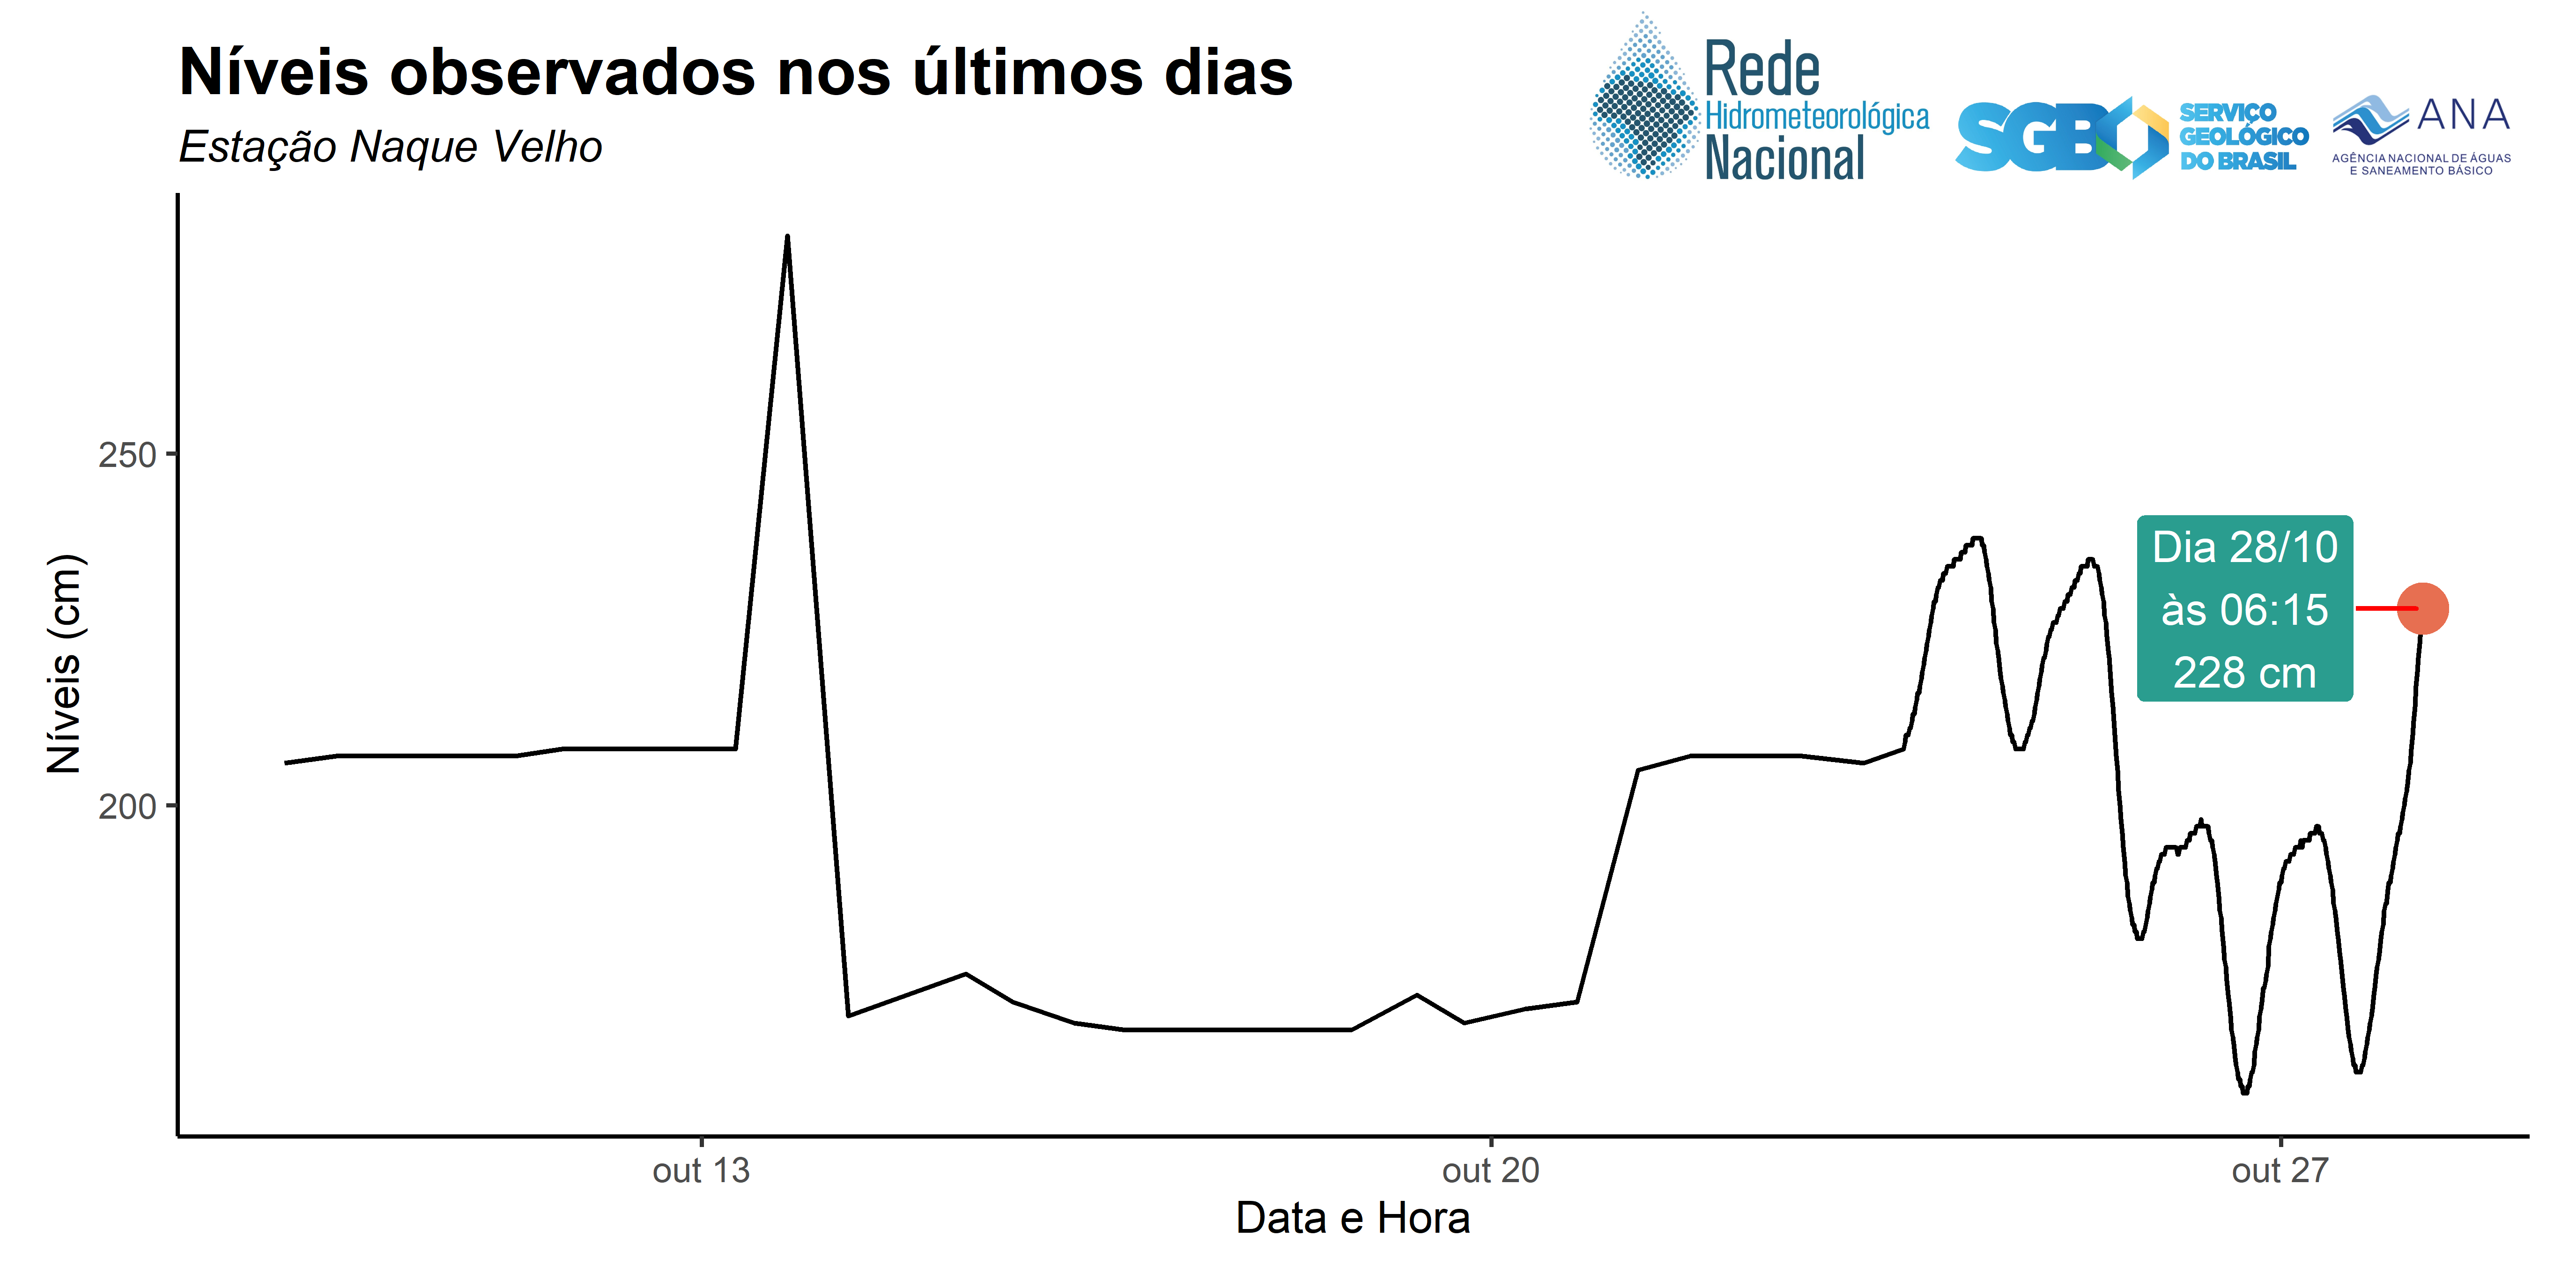 Níveis observados nos últimos dias
Estação Naque Velho
Rede
Hidrometeorológica
Nacional
SGB
SERVIÇO
GEOLÓGICO
DO BRASIL
ANA
AGÊNCIA NACIONAL DE ÁGUAS
E SANEAMENTO BÁSICO
Níveis (cm)
250
200
Dia 28/10
às 06:15
228 cm
out 13
out 20
out 27
Data e Hora